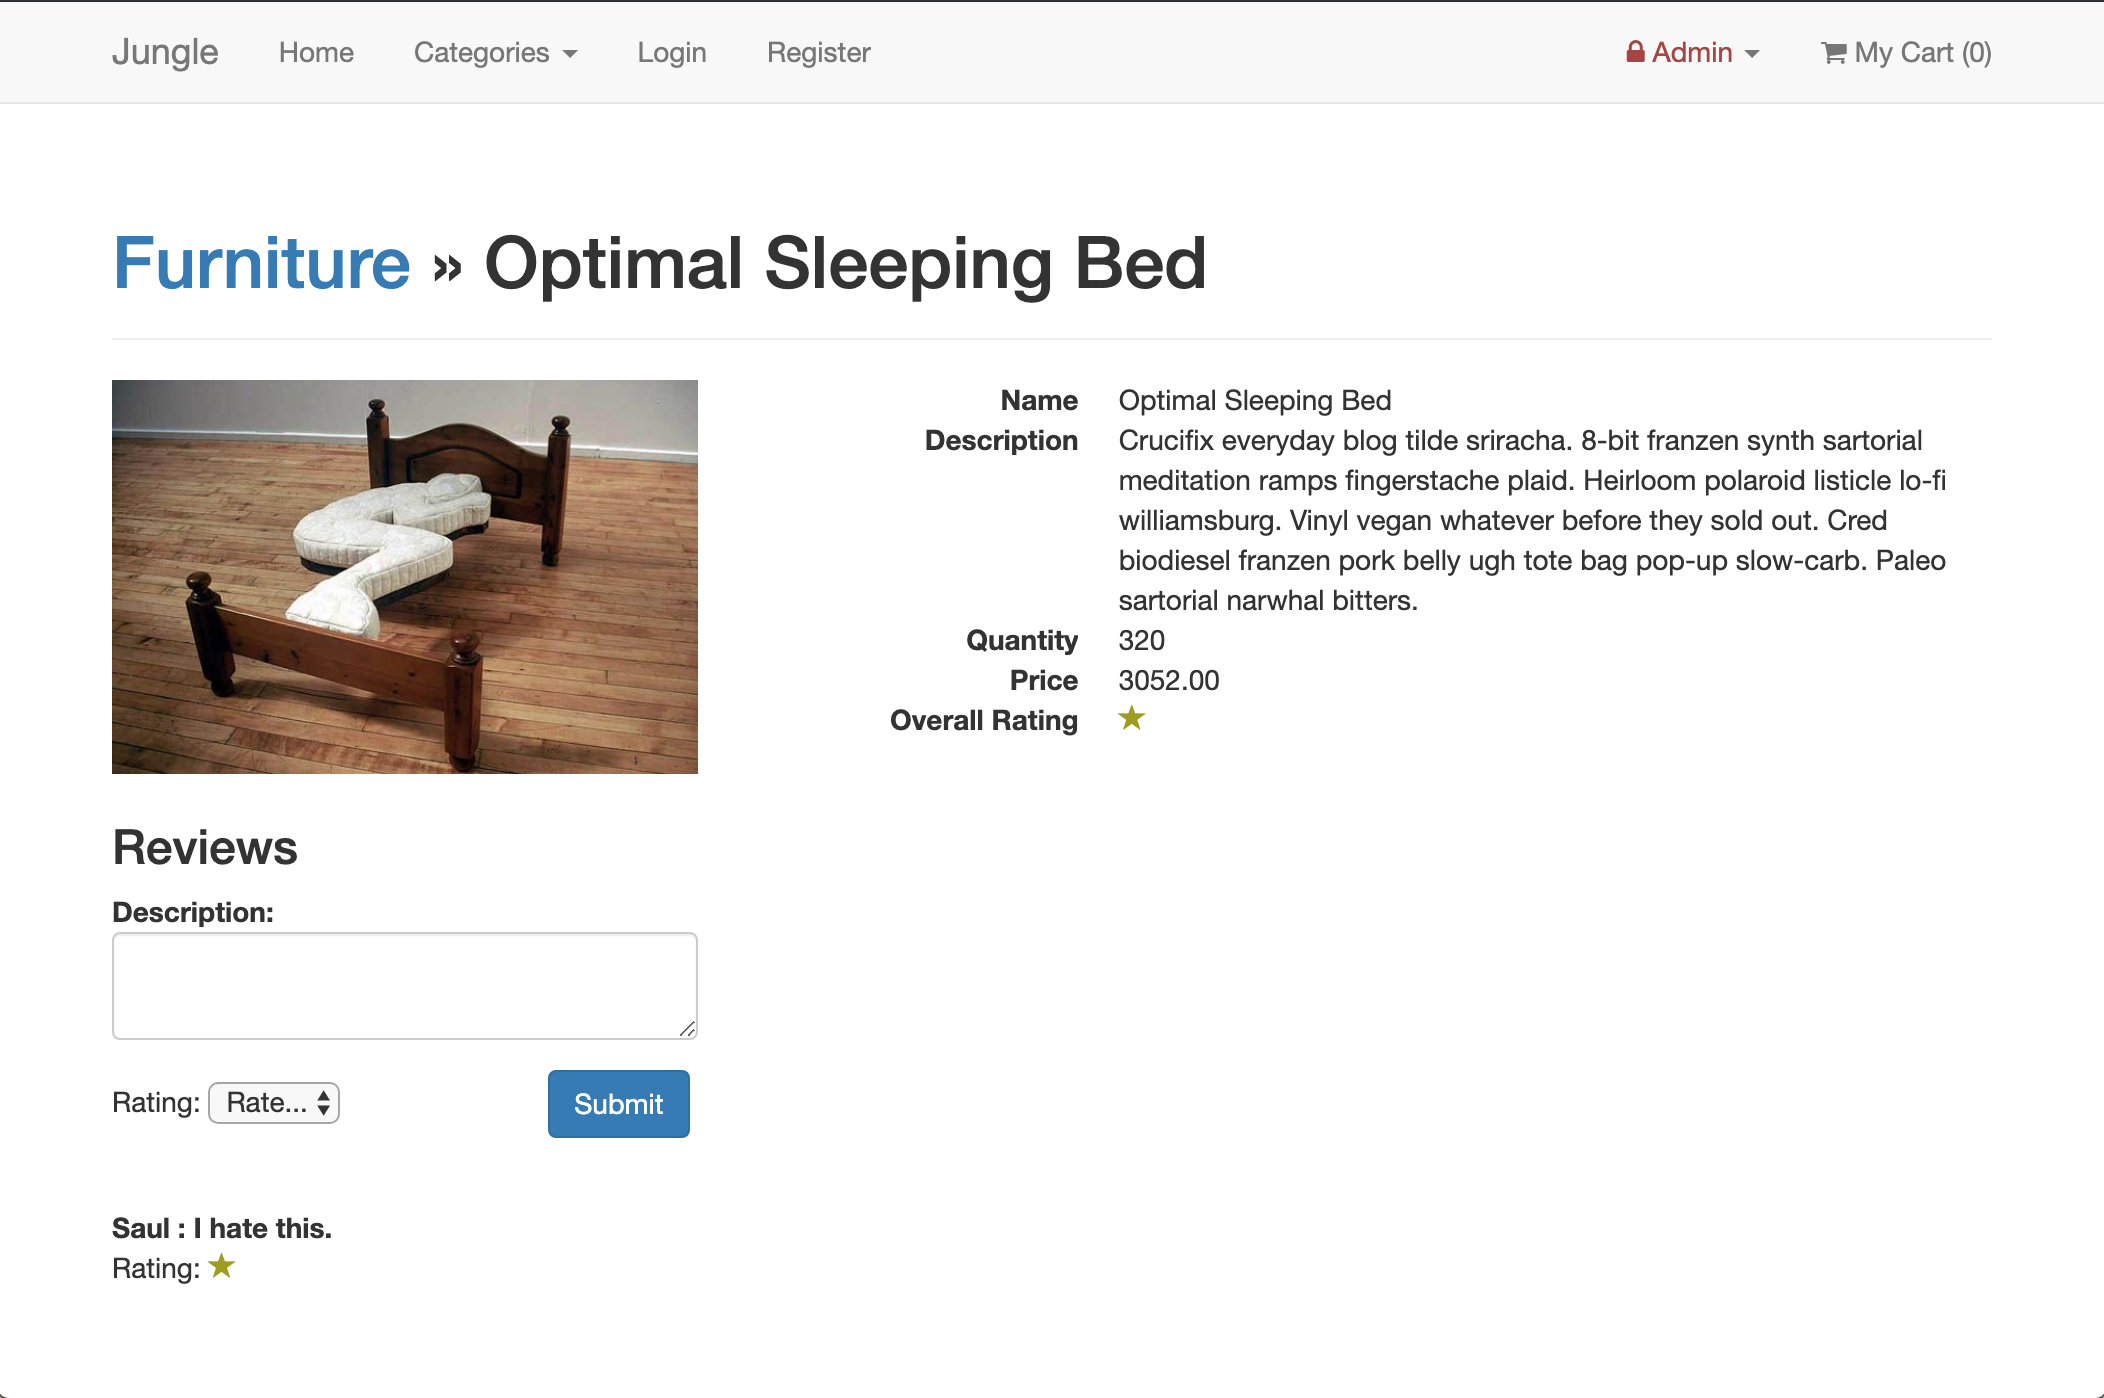 Jungle Home Categories Login Register Admin My Cart (0)
Furniture » Optimal Sleeping Bed
Name Optimal Sleeping Bed
Description Crucifix everyday blog tilde sriracha. 8-bit franzen synth sartorial
meditation ramps fingerstache plaid. Heirloom polaroid listicle lo-fi
williamsburg. Vinyl vegan whatever before they sold out. Cred
biodiesel franzen pork belly ugh tote bag pop-up slow-carb. Paleo
sartorial narwhal bitters.
Quantity 320
Price 3052.00
Overall Rating ★
Reviews
Description:
Rating: Rate... Submit
Saul : I hate this.
Rating: ★